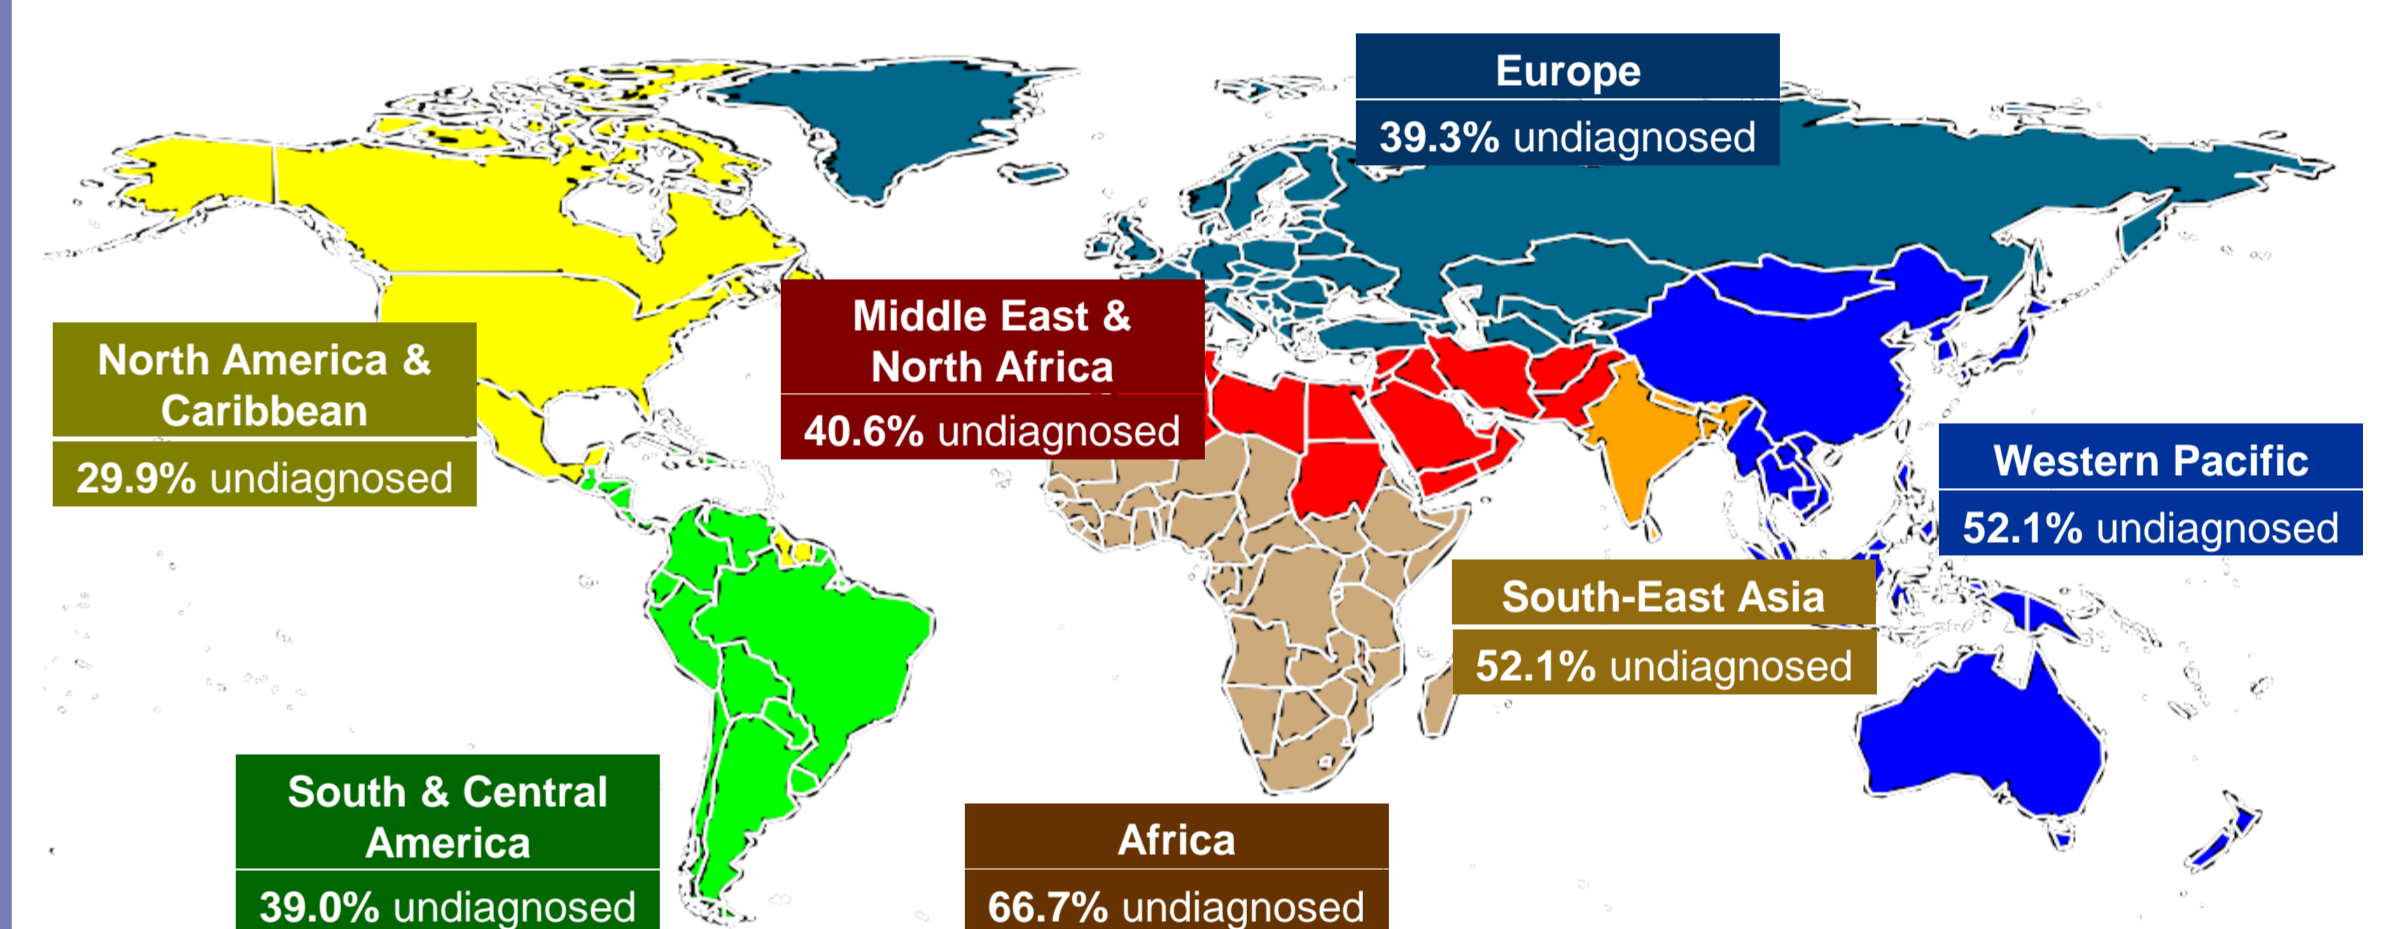 Europe
39.3% undiagnosed
Middle East &
North Africa
40.6% undiagnosed
North America &
Caribbean
29.9% undiagnosed
Western Pacific
52.1% undiagnosed
South-East Asia
52.1% undiagnosed
South & Central
America
39.0% undiagnosed
Africa
66.7% undiagnosed